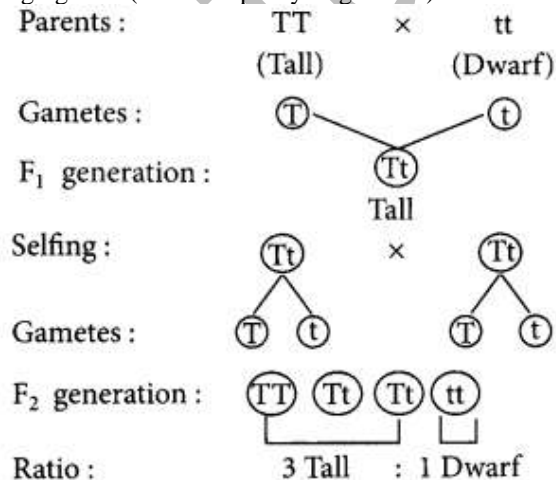 Parents : TT × tt
(Tall) (Dwarf)
Gametes : T t
F₁ generation : Tt
Tall
Selfing : Tt × Tt
Gametes : T t T t
F₂ generation : TT Tt Tt tt
Ratio : 3 Tall : 1 Dwarf